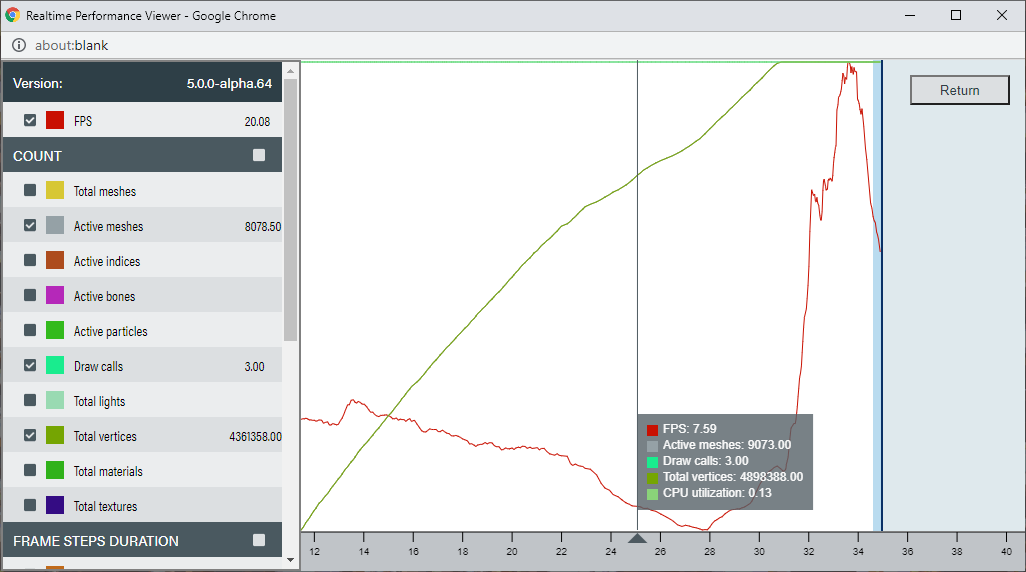 Realtime Performance Viewer - Google Chrome
about:blank
Version: 5.0.0-alpha.64
FPS 20.08
COUNT
Total meshes
Active meshes 8078.50
Active indices
Active bones
Active particles
Draw calls 3.00
Total lights
Total vertices 4361358.00
Total materials
Total textures
FRAME STEPS DURATION
Return
FPS: 7.59
Active meshes: 9073.00
Draw calls: 3.00
Total vertices: 4898388.00
CPU utilization: 0.13
12 14 16 18 20 22 24 26 28 30 32 34 36 38 40